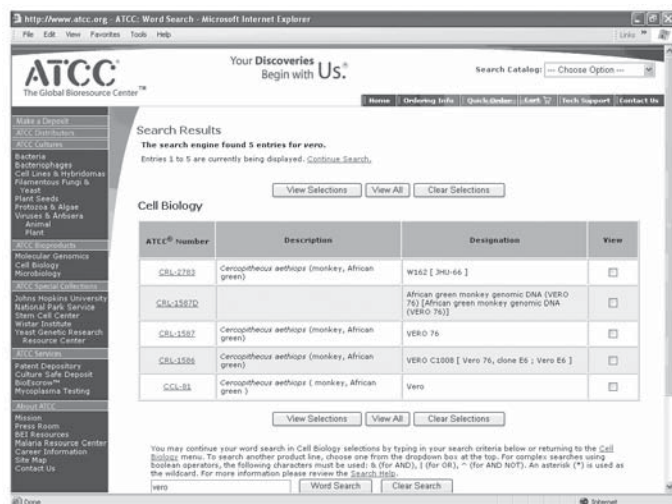 http://www.atcc.org - ATCC: Word Search - Microsoft Internet Explorer
File Edit View Favorites Tools Help
Links »
ATCC
The Global Bioresource Center™
Your Discoveries
Begin with Us.®
Search Catalog: --- Choose Option ---
Home | Ordering Info | Quick Order | Cart | Tech Support | Contact Us
Make a Deposit
ATCC Distributors
ATCC Cultures
Bacteria
Bacteriophages
Cell Lines & Hybridomas
Filamentous Fungi &
Yeast
Plant Seeds
Protozoa & Algae
Viruses & Antisera
Animal
Plant
ATCC Bioproducts
Molecular Genomics
Cell Biology
Microbiology
ATCC Special Collections
Johns Hopkins University
National Park Service
Stem Cell Center
Wistar Institute
Yeast Genetic Research
Resource Center
ATCC Services
Patent Depository
Culture Safe Deposit
BioEscrow™
Mycoplasma Testing
About ATCC
Mission
Press Room
BEI Resources
Malaria Resource Center
Career Information
Site Map
Contact Us
Search Results
The search engine found 5 entries for vero.
Entries 1 to 5 are currently being displayed. Continue Search.
View Selections View All Clear Selections
Cell Biology
ATCC® Number Description Designation View
CRL-2783 Cercopithecus aethiops (monkey, African
green) W162 [ JHU-66 ]
CRL-1587D African green monkey genomic DNA (VERO
76) [African green monkey genomic DNA
(VERO 76)]
CRL-1587 Cercopithecus aethiops (monkey, African
green) VERO 76
CRL-1586 Cercopithecus aethiops (monkey, African
green) VERO C1008 [ Vero 76, clone E6 ; Vero E6 ]
CCL-81 Cercopithecus aethiops ( monkey, African
green ) Vero
View Selections View All Clear Selections
You may continue your word search in Cell Biology selections by typing in your search criteria below or returning to the Cell
Biology menu. To search another product line, choose one from the dropdown box at the top. For complex searches using
boolean operators, the following characters must be used: & (for AND), | (for OR), ^ (for AND NOT). An asterisk (*) is used as
the wildcard. For more information please review the Search Help.
vero Word Search Clear Search
Done Internet